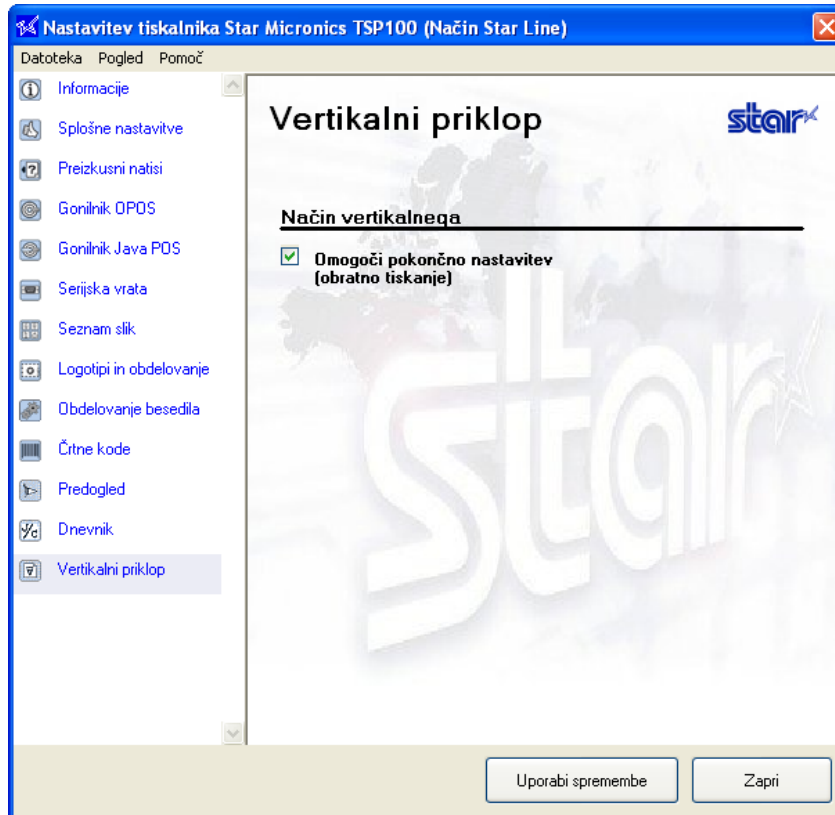 Nastavitev tiskalnika Star Micronics TSP100 (Način Star Line)
Datoteka Pogled Pomoč
Informacije
Splošne nastavitve
Preizkusni natisi
Gonilnik OPOS
Gonilnik Java POS
Serijska vrata
Seznam slik
Logotipi in obdelovanje
Obdelovanje besedila
Črtne kode
Predogled
Dnevnik
Vertikalni priklop
Vertikalni priklop
star
Način vertikalnega
Omogoči pokončno nastavitev
(obratno tiskanje)
star
Uporabi spremembe
Zapri